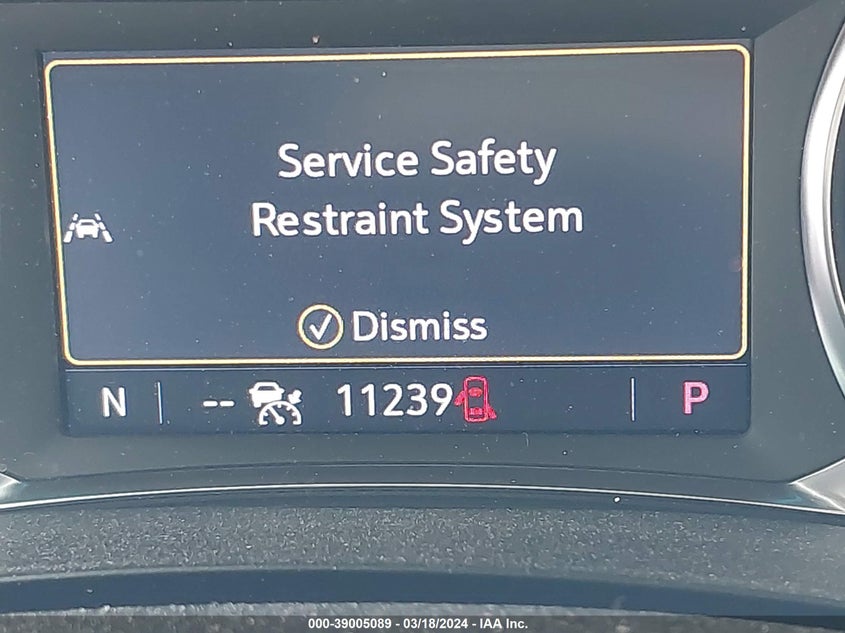 Service Safety
Restraint System
Dismiss
N -- 11239 P
000-39005089 - 03/18/2024 - IAA Inc.